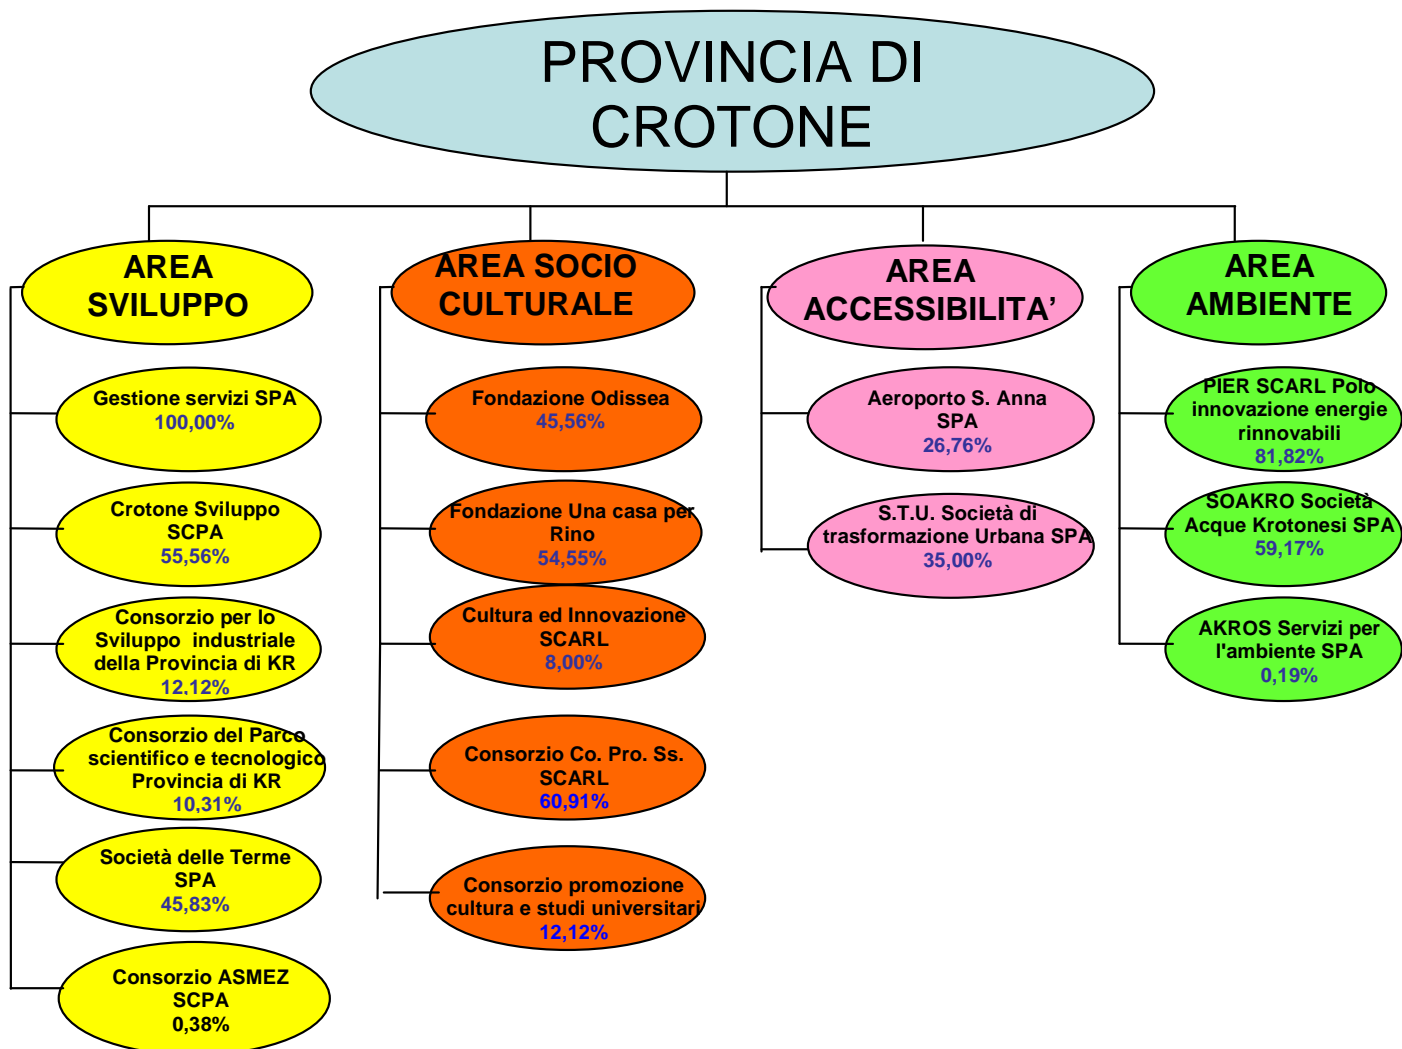 PROVINCIA DI
CROTONE
AREA
SVILUPPO
Gestione servizi SPA
100,00%
Crotone Sviluppo
SCPA
55,56%
Consorzio per lo
Sviluppo industriale
della Provincia di KR
12,12%
Consorzio del Parco
scientifico e tecnologico
Provincia di KR
10,31%
Società delle Terme
SPA
45,83%
Consorzio ASMEZ
SCPA
0,38%
AREA SOCIO
CULTURALE
Fondazione Odissea
45,56%
Fondazione Una casa per
Rino
54,55%
Cultura ed Innovazione
SCARL
8,00%
Consorzio Co. Pro. Ss.
SCARL
60,91%
Consorzio promozione
cultura e studi universitari
12,12%
AREA
ACCESSIBILITA’
Aeroporto S. Anna
SPA
26,76%
S.T.U. Società di
trasformazione Urbana SPA
35,00%
AREA
AMBIENTE
PIER SCARL Polo
innovazione energie
rinnovabili
81,82%
SOAKRO Società
Acque Krotonesi SPA
59,17%
AKROS Servizi per
l'ambiente SPA
0,19%